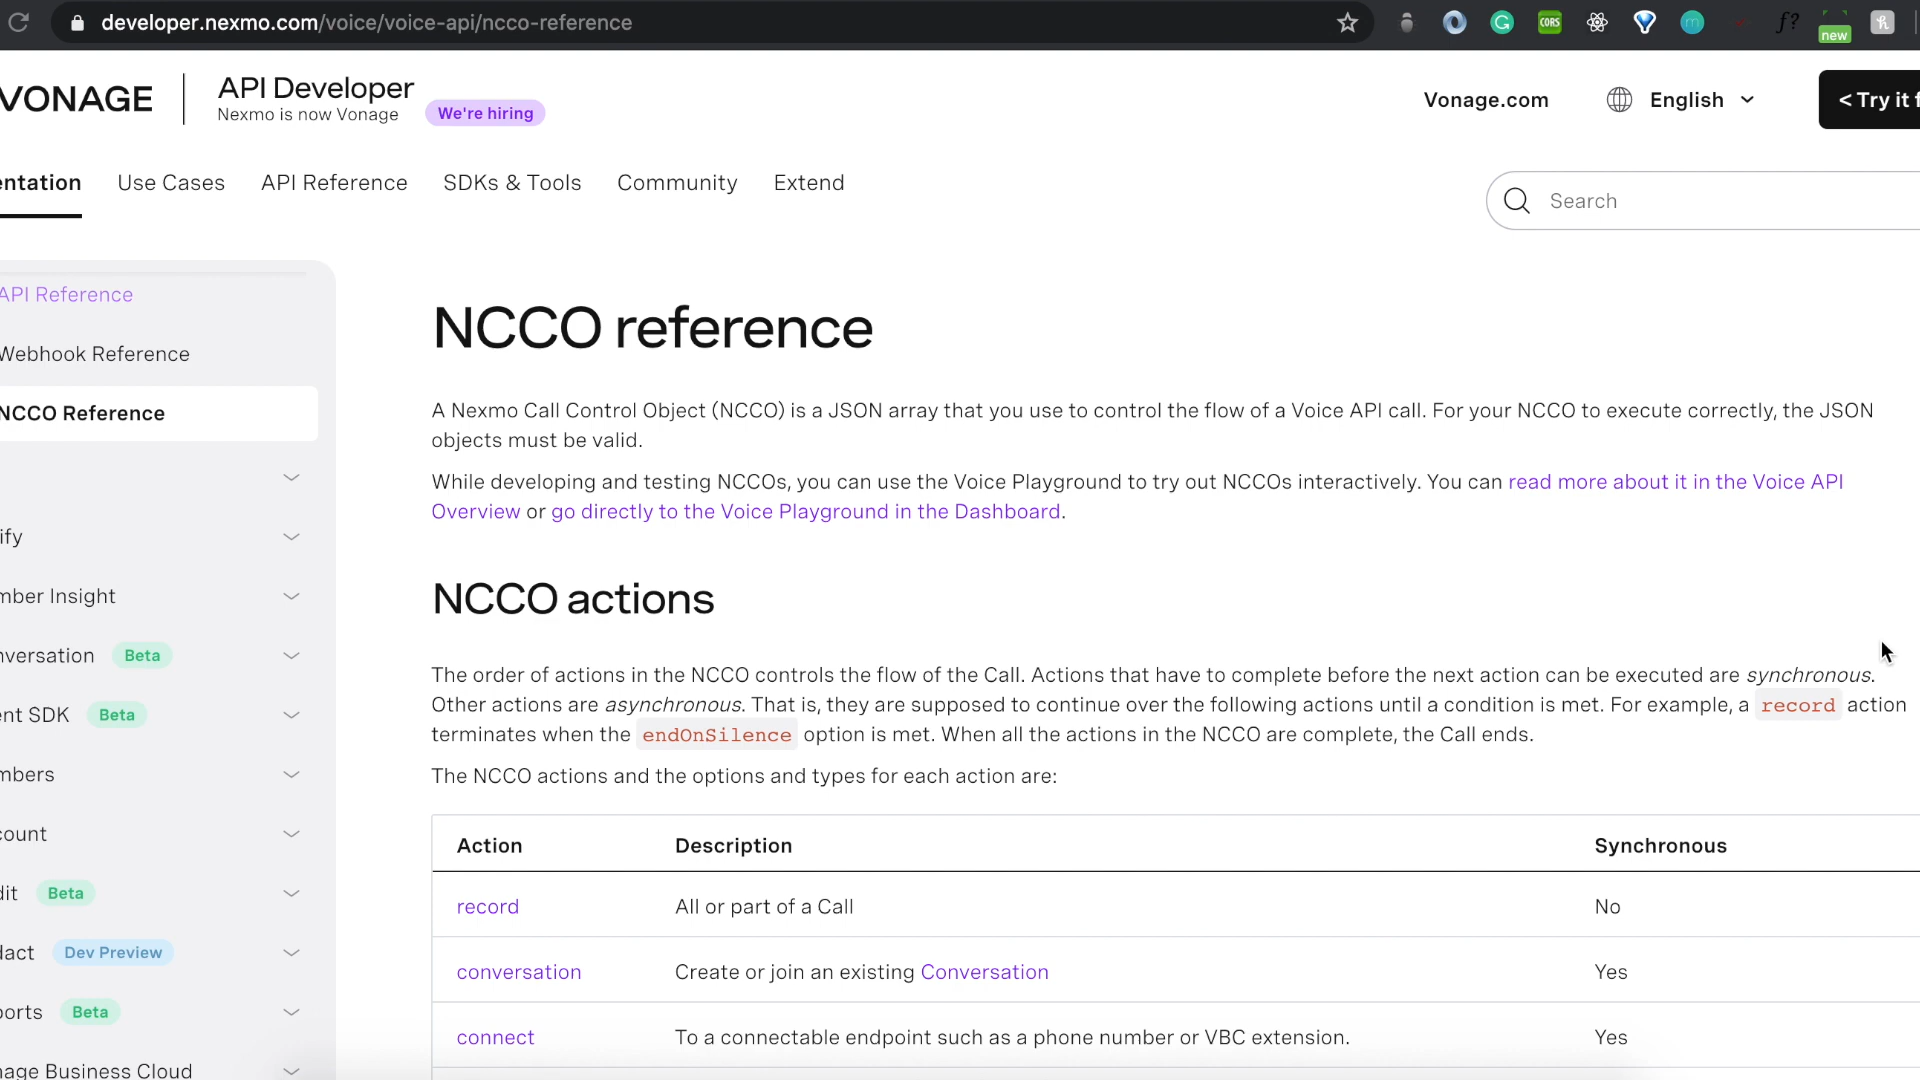 developer.nexmo.com/voice/voice-api/ncco-reference
CORS
f?
new
VONAGE
API Developer
Nexmo is now Vonage
We're hiring
Vonage.com
English
< Try it f
entation
Use Cases
API Reference
SDKs & Tools
Community
Extend
Search
API Reference
Webhook Reference
NCCO Reference
ify
mber Insight
nversation Beta
ent SDK Beta
mbers
count
dit Beta
dact Dev Preview
ports Beta
nage Business Cloud
NCCO reference
A Nexmo Call Control Object (NCCO) is a JSON array that you use to control the flow of a Voice API call. For your NCCO to execute correctly, the JSON
objects must be valid.
While developing and testing NCCOs, you can use the Voice Playground to try out NCCOs interactively. You can read more about it in the Voice API
Overview or go directly to the Voice Playground in the Dashboard.
NCCO actions
The order of actions in the NCCO controls the flow of the Call. Actions that have to complete before the next action can be executed are synchronous.
Other actions are asynchronous. That is, they are supposed to continue over the following actions until a condition is met. For example, a record action
terminates when the endOnSilence option is met. When all the actions in the NCCO are complete, the Call ends.
The NCCO actions and the options and types for each action are:
Action Description Synchronous
record All or part of a Call No
conversation Create or join an existing Conversation Yes
connect To a connectable endpoint such as a phone number or VBC extension. Yes